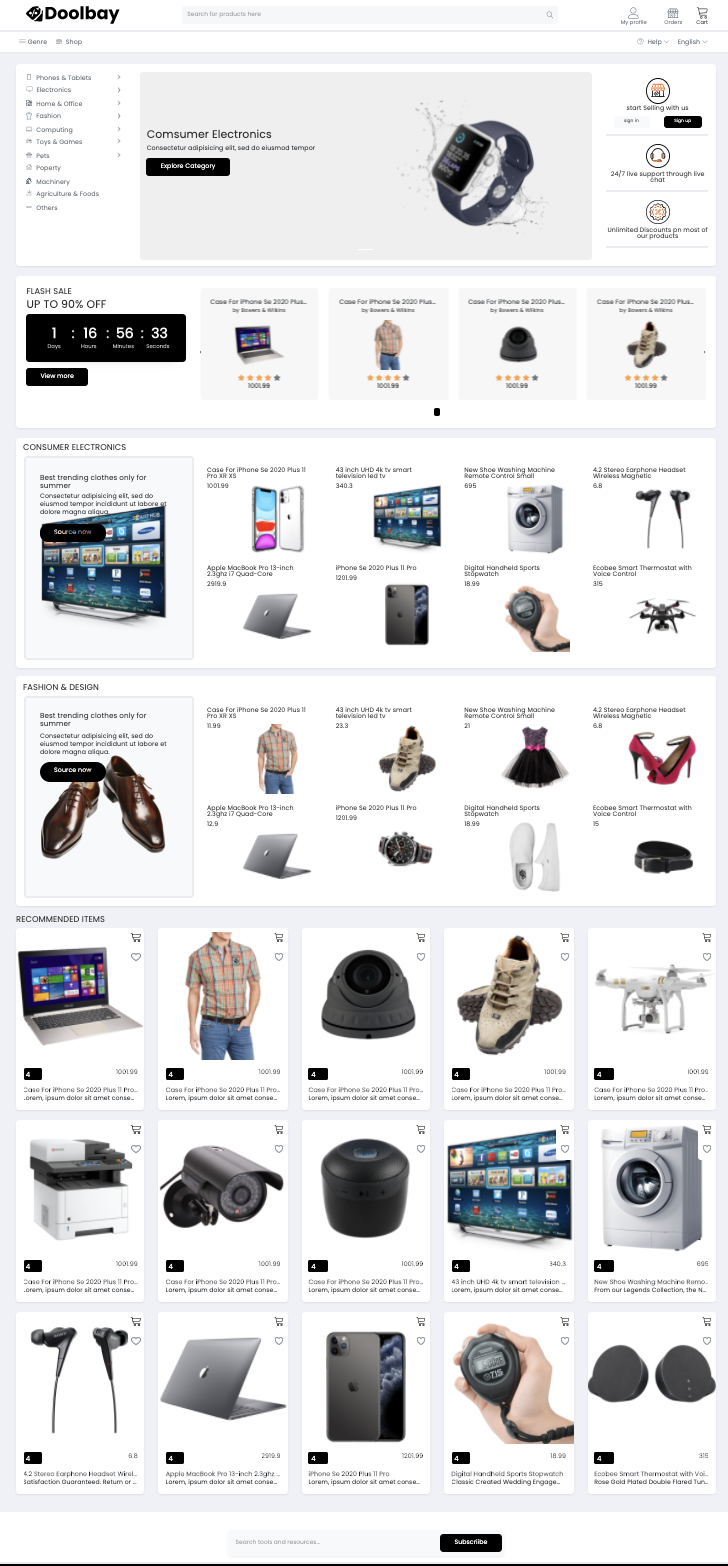 Doolbay
Search for products here
My profile
Orders
Cart
Genre
Shop
Help
English
Phones & Tablets
Electronics
Home & Office
Fashion
Computing
Toys & Games
Pets
Poperty
Machinery
Agriculture & Foods
Others
Comsumer Electronics
Consectetur adipisicing elit, sed do eiusmod tempor
Explore Category
start Selling with us
sign in
Sign up
24/7 live support through live
chat
Unlimited Discounts pn most of
our products
FLASH SALE
UP TO 90% OFF
1 : 16 : 56 : 33
Days Hours Minutes Seconds
View more
Case For iPhone Se 2020 Plus...
by Bowers & Wilkins
1001.99
Case For iPhone Se 2020 Plus...
by Bowers & Wilkins
1001.99
Case For iPhone Se 2020 Plus...
by Bowers & Wilkins
1001.99
Case For iPhone Se 2020 Plus...
by Bowers & Wilkins
1001.99
CONSUMER ELECTRONICS
Best trending clothes only for
summer
Consectetur adipisicing elit, sed do
eiusmod tempor incididunt ut labore et
dolore magna aliqua.
Source now
Case For iPhone Se 2020 Plus 11
Pro XR XS
1001.99
43 inch UHD 4k tv smart
television led tv
340.3
New Shoe Washing Machine
Remote Control Small
695
4.2 Stereo Earphone Headset
Wireless Magnetic
6.8
Apple MacBook Pro 13-inch
2.3ghz i7 Quad-Core
2919.9
iPhone Se 2020 Plus 11 Pro
1201.99
Digital Handheld Sports
Stopwatch
18.99
Ecobee Smart Thermostat with
Voice Control
315
FASHION & DESIGN
Best trending clothes only for
summer
Consectetur adipisicing elit, sed do
eiusmod tempor incididunt ut labore et
dolore magna aliqua.
Source now
Case For iPhone Se 2020 Plus 11
Pro XR XS
11.99
43 inch UHD 4k tv smart
television led tv
23.3
New Shoe Washing Machine
Remote Control Small
21
4.2 Stereo Earphone Headset
Wireless Magnetic
6.8
Apple MacBook Pro 13-inch
2.3ghz i7 Quad-Core
12.9
iPhone Se 2020 Plus 11 Pro
1201.99
Digital Handheld Sports
Stopwatch
18.99
Ecobee Smart Thermostat with
Voice Control
15
RECOMMENDED ITEMS
4 1001.99
Case For iPhone Se 2020 Plus 11 Pro...
Lorem, ipsum dolor sit amet conse...
4 1001.99
Case For iPhone Se 2020 Plus 11 Pro...
Lorem, ipsum dolor sit amet conse...
4 1001.99
Case For iPhone Se 2020 Plus 11 Pro...
Lorem, ipsum dolor sit amet conse...
4 1001.99
Case For iPhone Se 2020 Plus 11 Pro...
Lorem, ipsum dolor sit amet conse...
4 1001.99
Case For iPhone Se 2020 Plus 11 Pro...
Lorem, ipsum dolor sit amet conse...
4 1001.99
Case For iPhone Se 2020 Plus 11 Pro...
Lorem, ipsum dolor sit amet conse...
4 1001.99
Case For iPhone Se 2020 Plus 11 Pro...
Lorem, ipsum dolor sit amet conse...
4 1001.99
Case For iPhone Se 2020 Plus 11 Pro...
Lorem, ipsum dolor sit amet conse...
4 340.3
43 inch UHD 4k tv smart television ...
Lorem, ipsum dolor sit amet conse...
4 695
New Shoe Washing Machine Remo...
From our Legends Collection, the N...
4 6.8
4.2 Stereo Earphone Headset Wirel...
Satisfaction Guaranteed. Return or ...
4 2919.9
Apple MacBook Pro 13-inch 2.3ghz ...
Lorem, ipsum dolor sit amet conse...
4 1201.99
iPhone Se 2020 Plus 11 Pro
Lorem, ipsum dolor sit amet conse...
4 18.99
Digital Handheld Sports Stopwatch
Classic Created Wedding Engage...
4 315
Ecobee Smart Thermostat with Voi...
Rose Gold Plated Double Flared Tun...
Search tools and resources...
Subscriibe